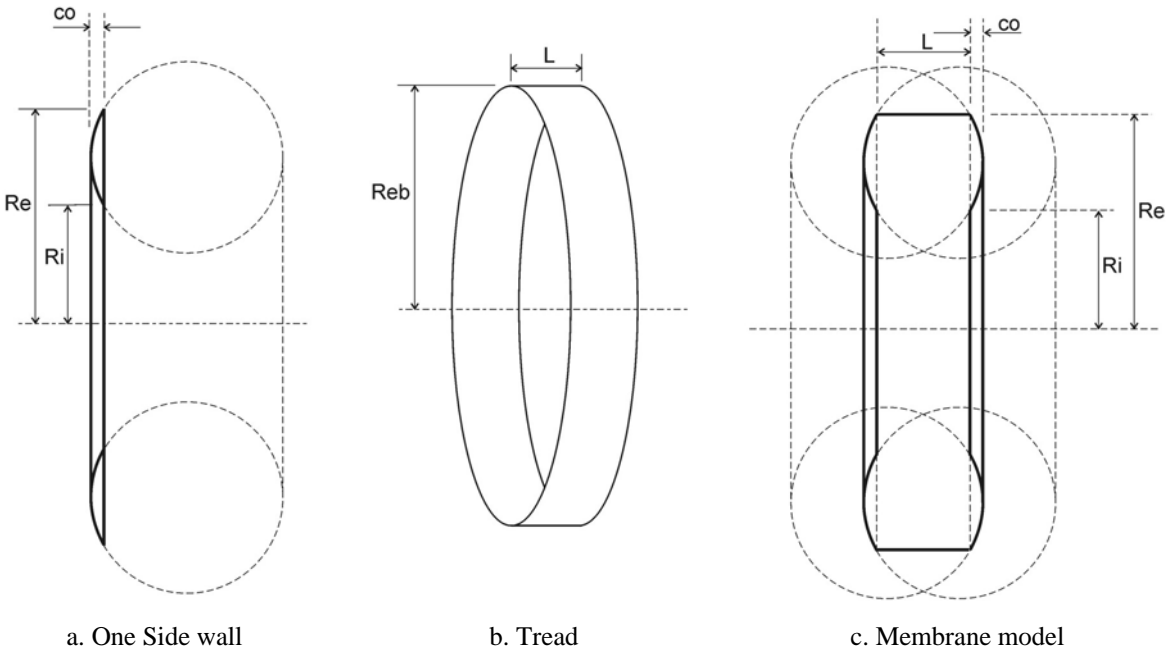 co
Re
Ri
L
Reb
co
L
Re
Ri
a. One Side wall
b. Tread
c. Membrane model